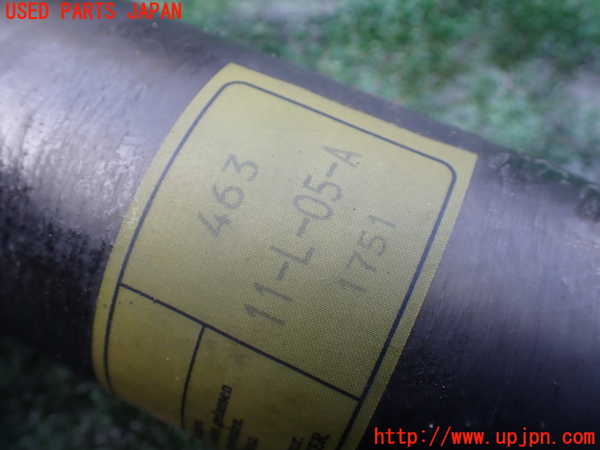 USED PARTS JAPAN
463
11-L-05-A
1751
http://www.upjpn.com